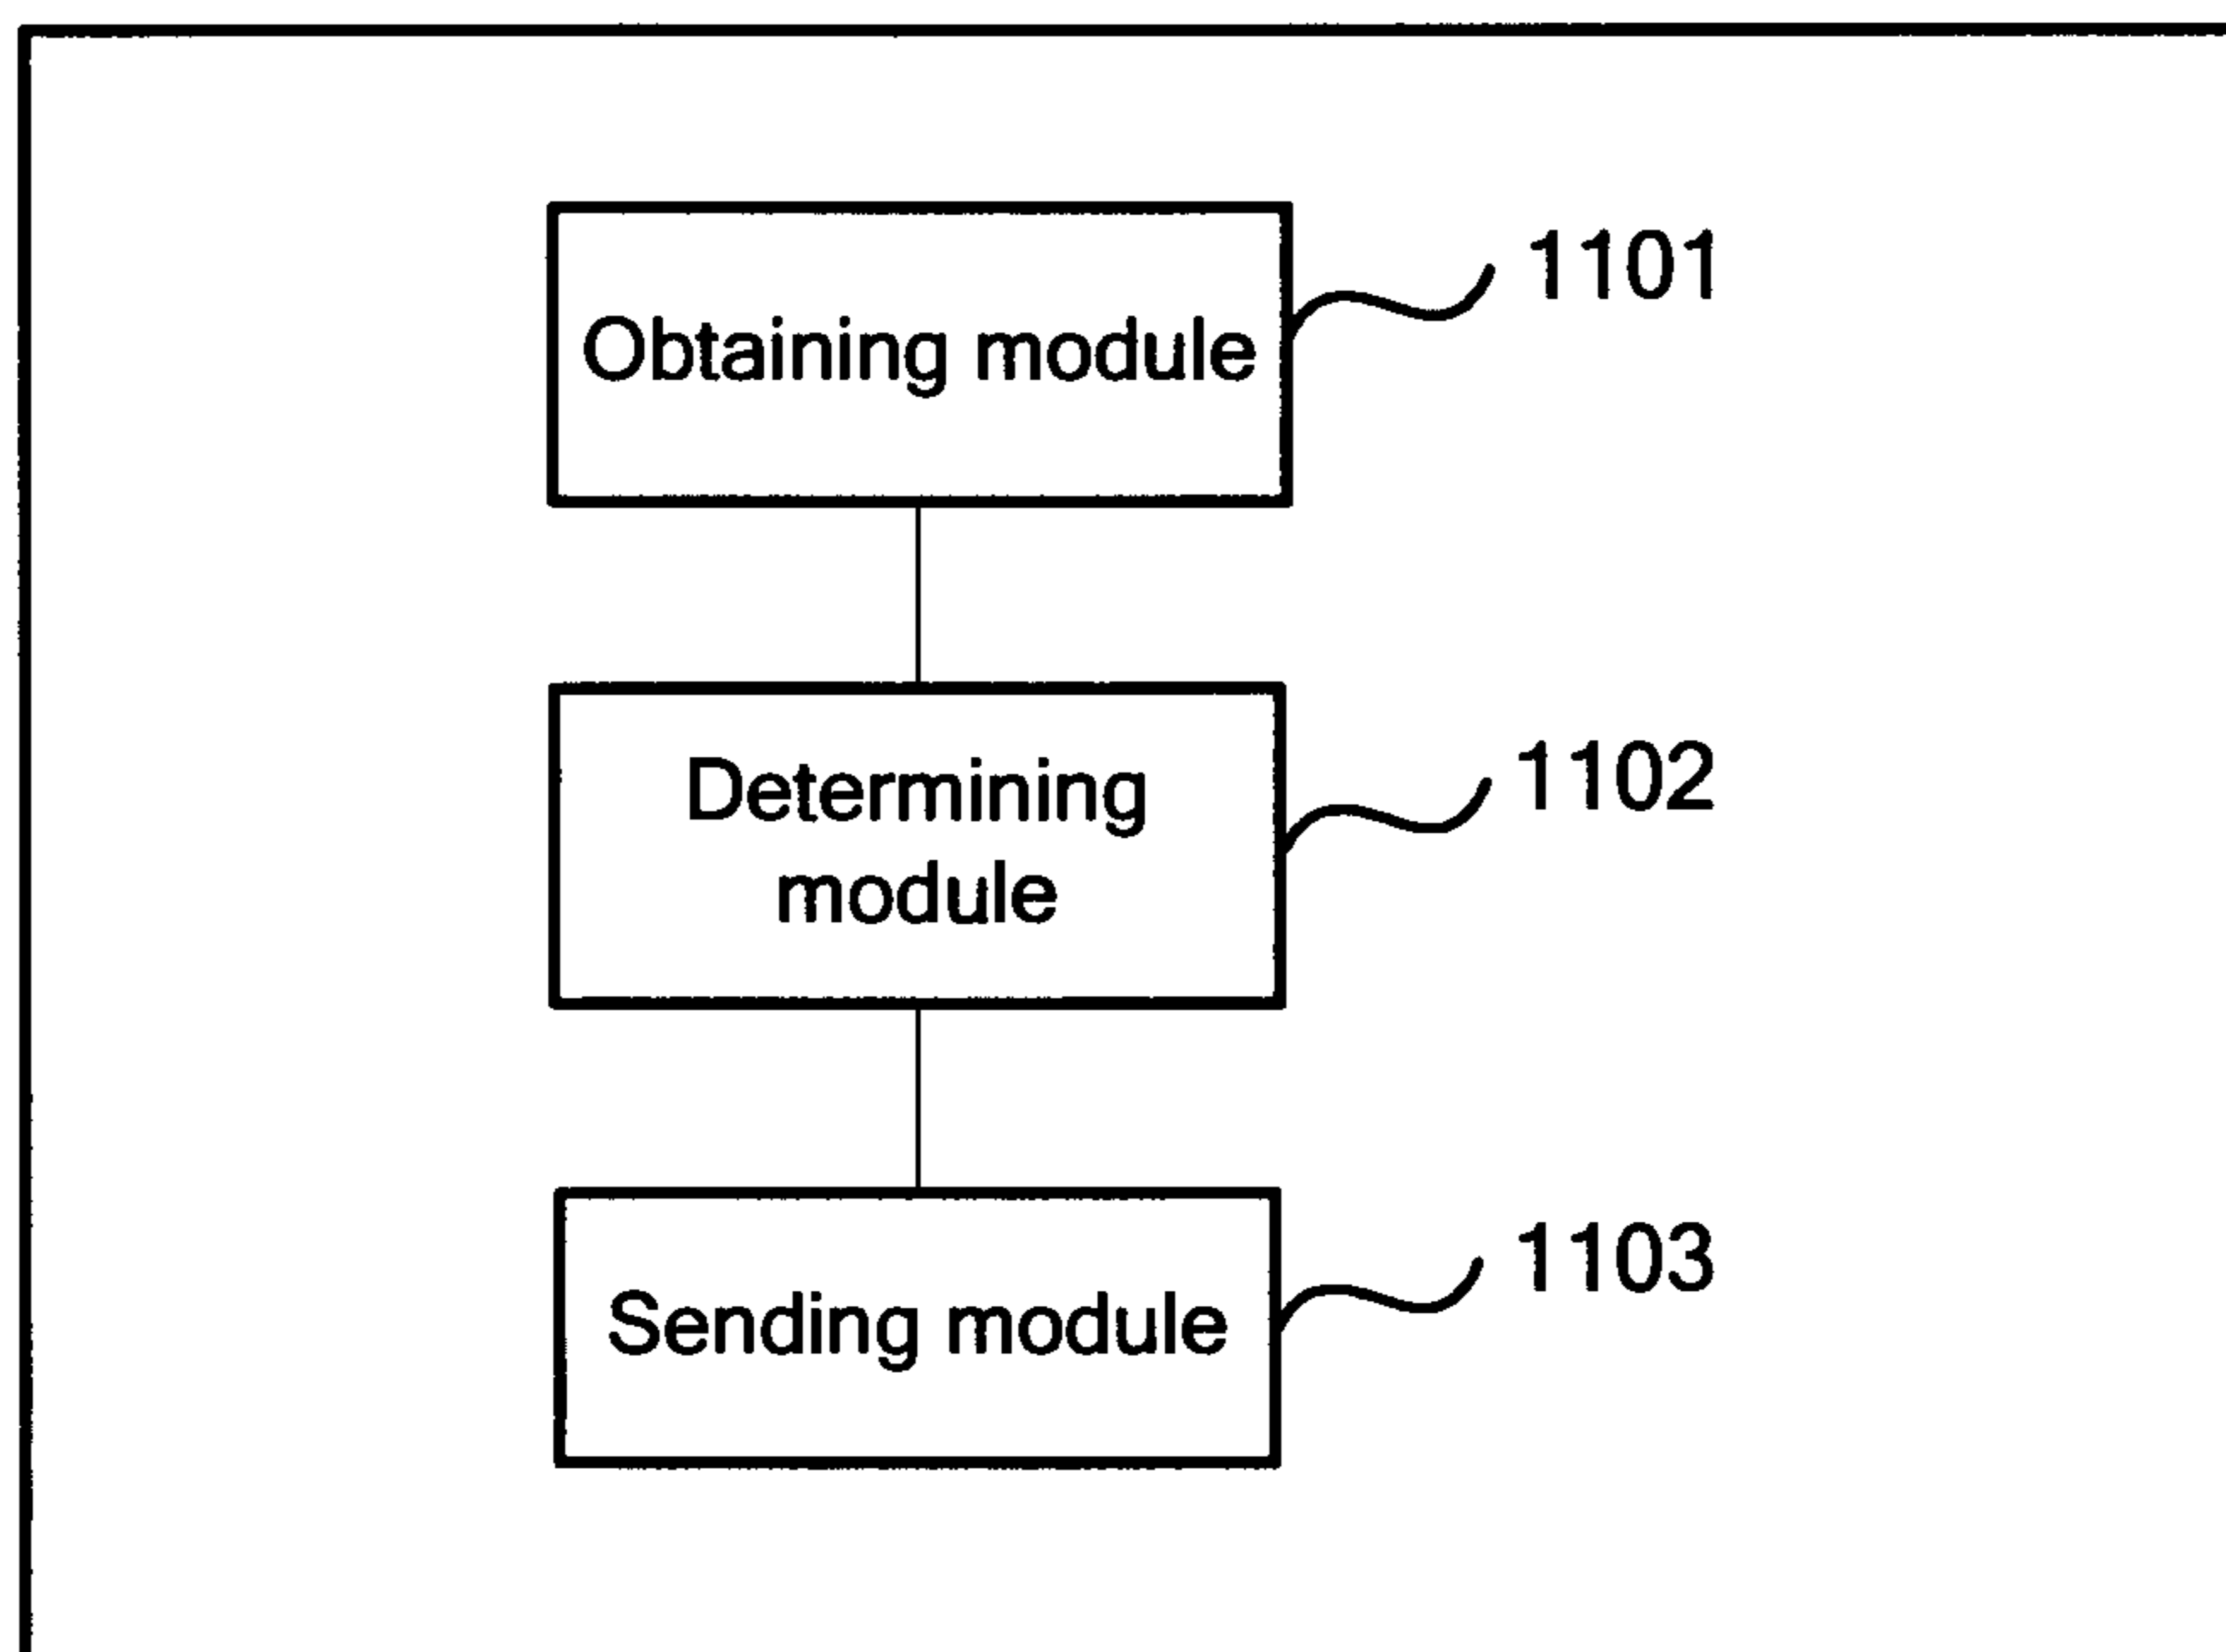 Obtaining module
1101
Determining
module
1102
Sending module
1103